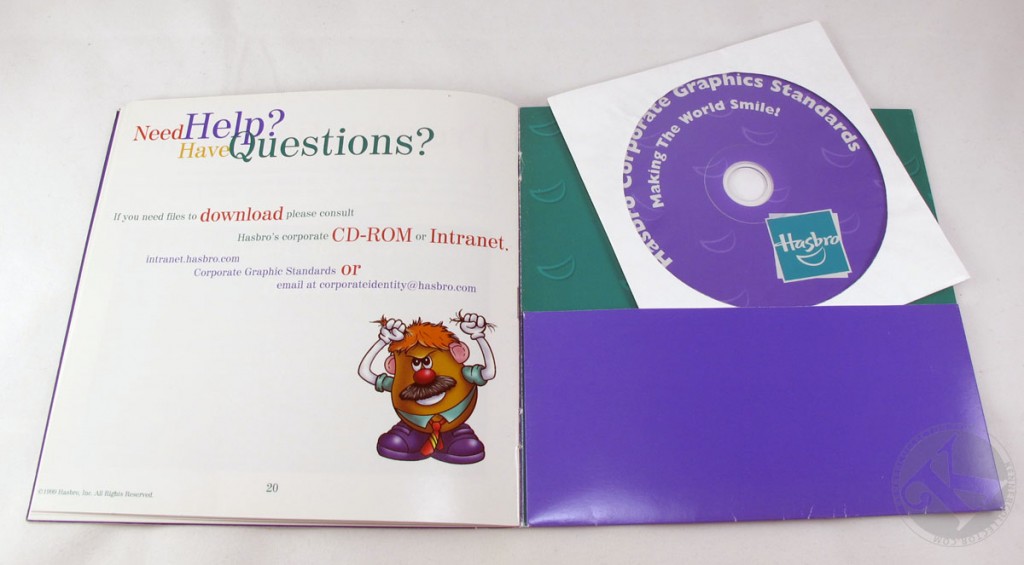 Need Help?
Have Questions?
If you need files to download please consult
Hasbro's corporate CD-ROM or Intranet.
intranet.hasbro.com
Corporate Graphic Standards or
email at corporateidentity@hasbro.com
©1999 Hasbro, Inc. All Rights Reserved.
20
Hasbro Corporate Graphics Standards
Making The World Smile!
Hasbro